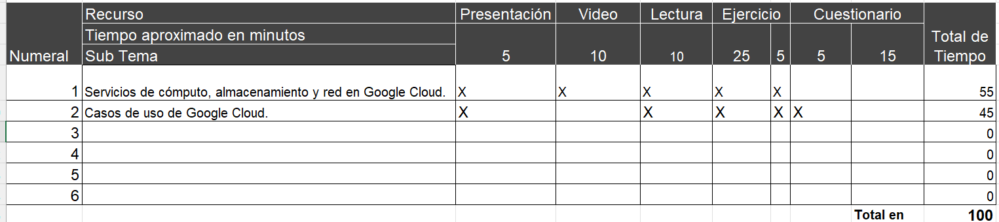 Recurso Presentación Video Lectura Ejercicio Cuestionario
Tiempo aproximado en minutos
Numeral Sub Tema 5 10 10 25 5 5 15 Total de Tiempo
1 Servicios de cómputo, almacenamiento y red en Google Cloud. X X X X X 55
2 Casos de uso de Google Cloud. X X X X X 45
3 0
4 0
5 0
6 0
Total en 100